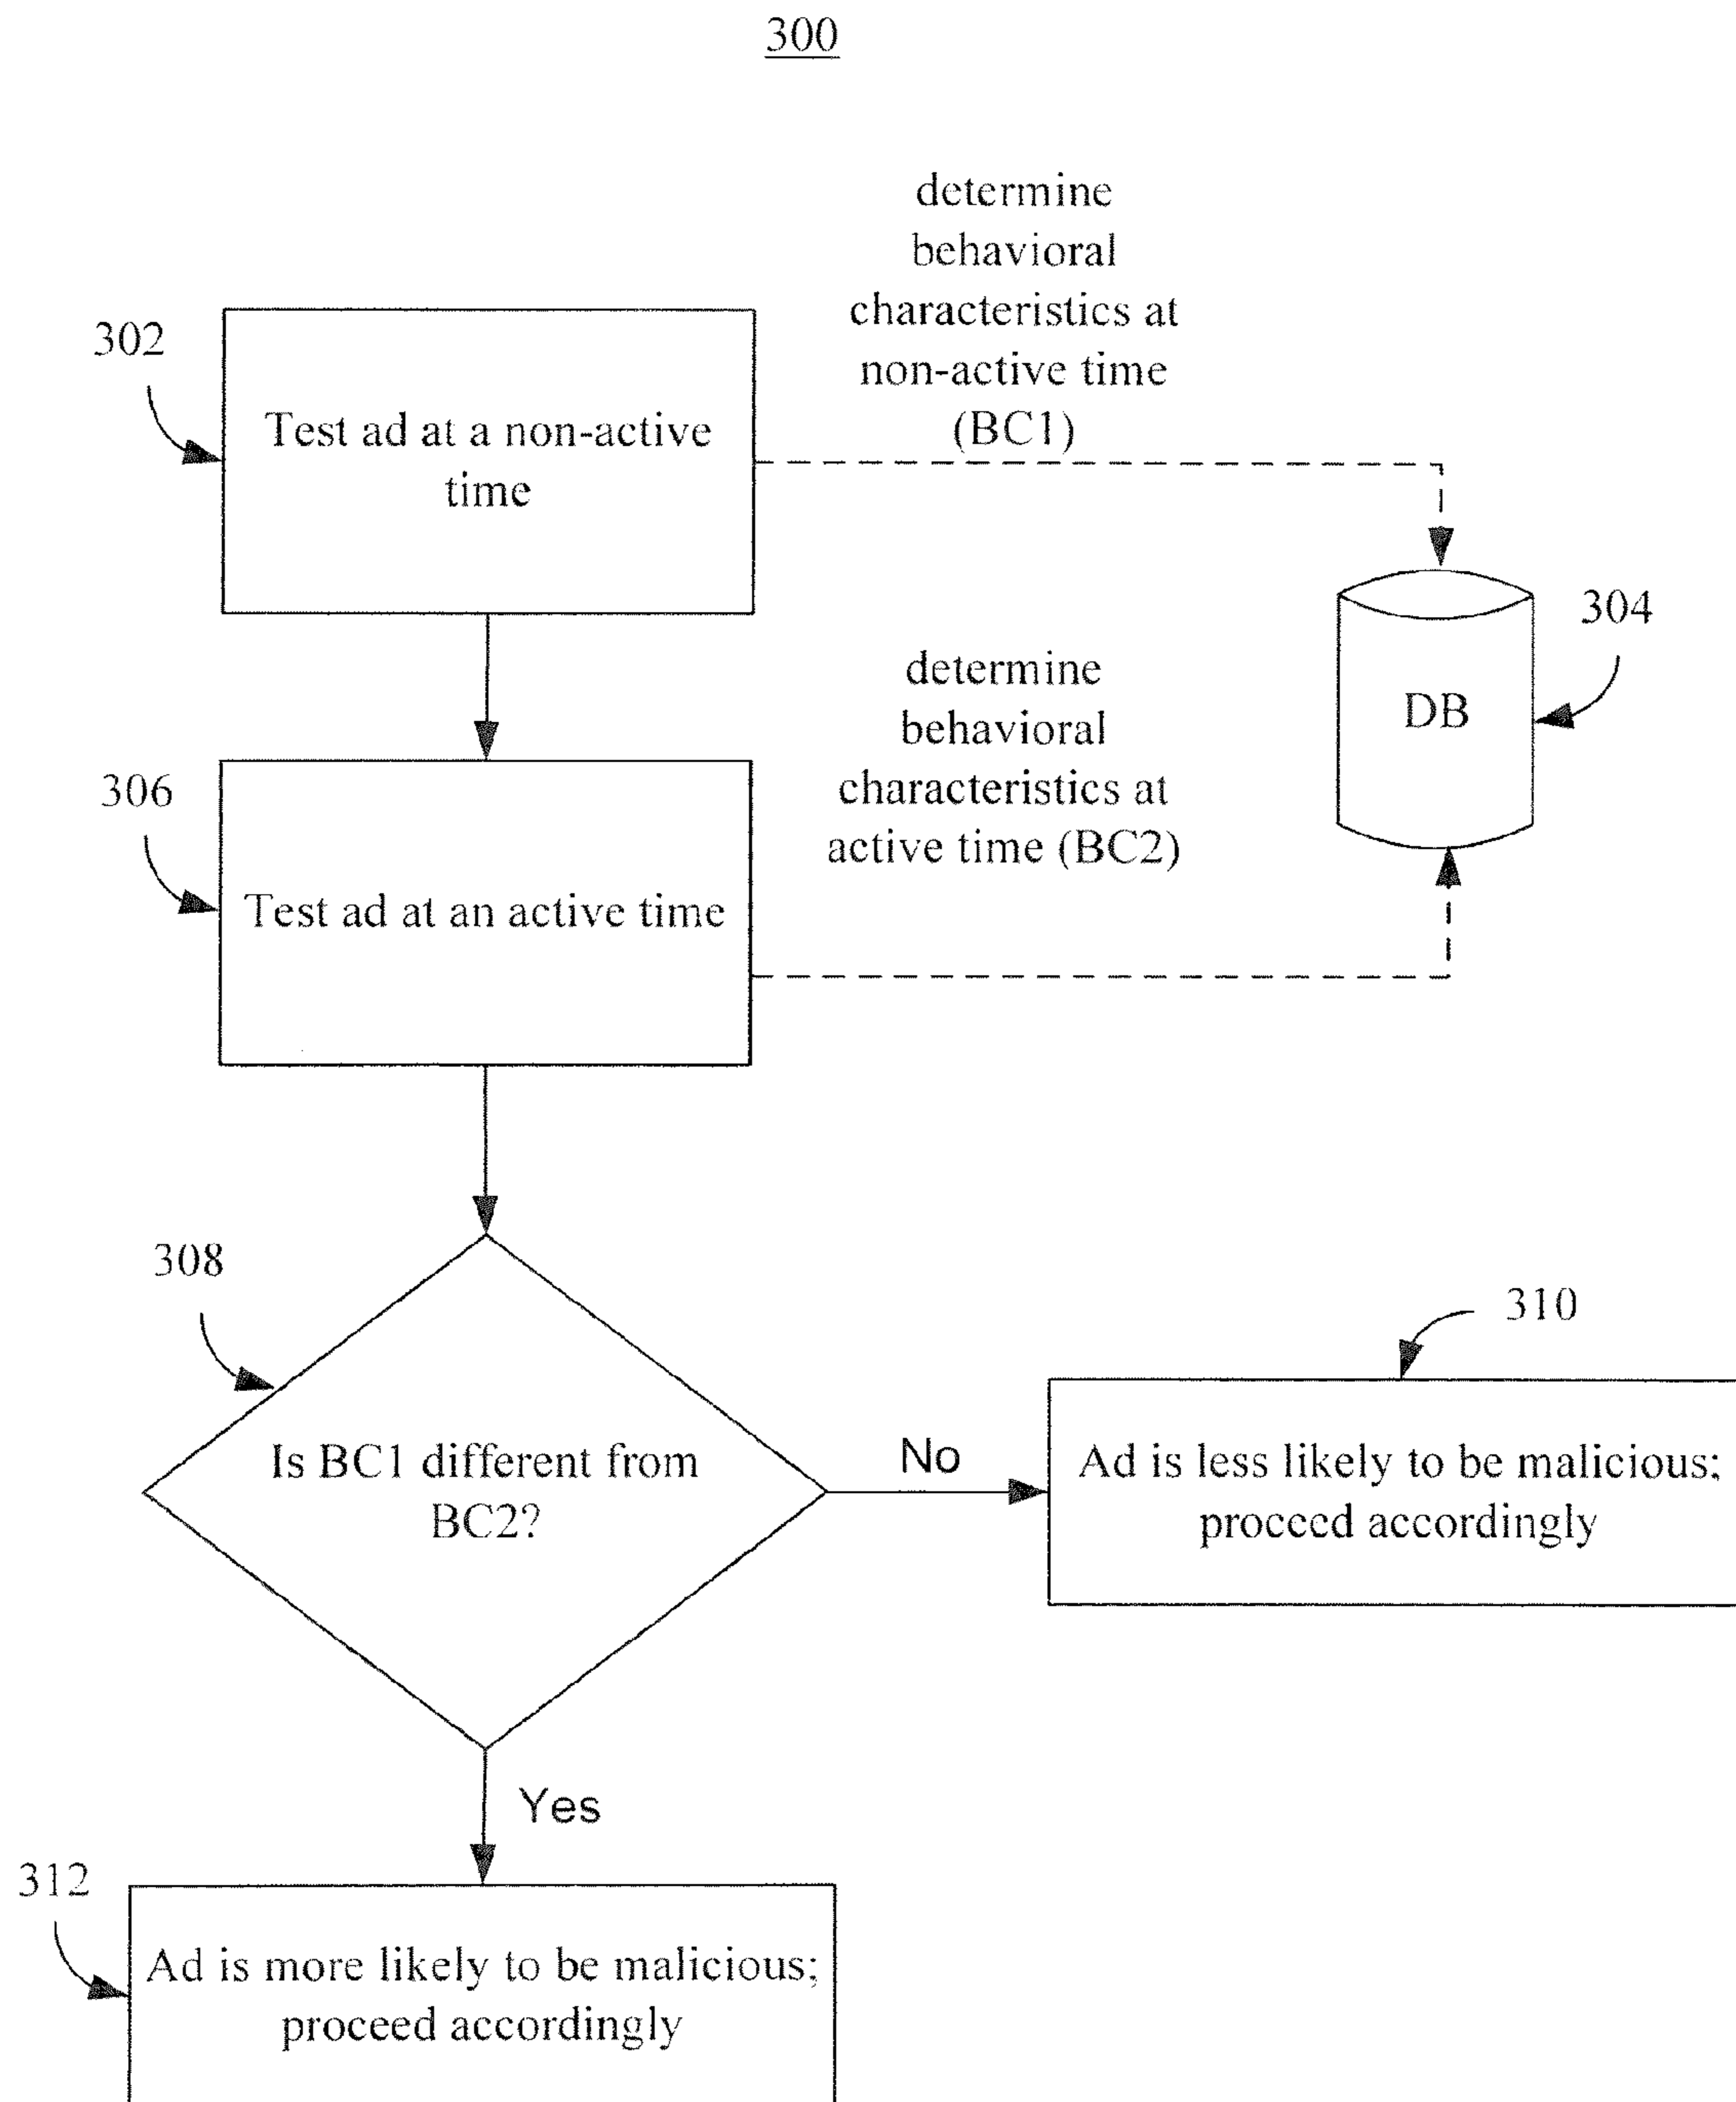 300
determine
behavioral
characteristics at
non-active time
(BC1)
302
Test ad at a non-active
time
304
DB
determine
behavioral
characteristics at
active time (BC2)
306
Test ad at an active time
308
Is BC1 different from
BC2?
No
310
Ad is less likely to be malicious;
proceed accordingly
Yes
312
Ad is more likely to be malicious;
proceed accordingly